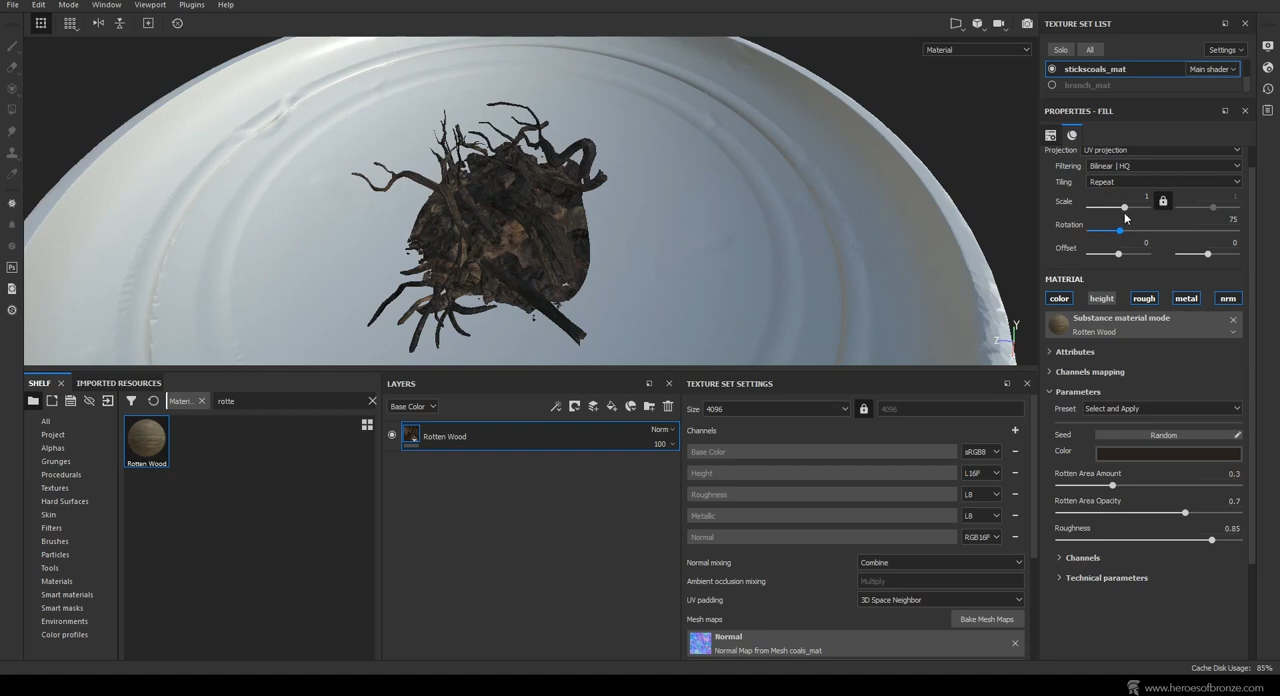 File Edit Mode Window Viewport Plugins Help
Material
TEXTURE SET LIST
Solo All Settings
stickscoals_mat Main shader
branch_mat
PROPERTIES - FILL
Projection UV projection
Filtering Bilinear | HQ
Tiling Repeat
Scale 1 1
Rotation 75
Offset 0 0
MATERIAL
color height rough metal nrm
Substance material mode
Rotten Wood
Attributes
Channels mapping
Parameters
Preset Select and Apply
Seed Random
Color
Rotten Area Amount 0.3
Rotten Area Opacity 0.7
Roughness 0.85
Channels
Technical parameters
Y
Z
SHELF IMPORTED RESOURCES
Materi... rotte
All
Project
Alphas
Grunges
Procedurals
Textures
Hard Surfaces
Skin
Filters
Brushes
Particles
Tools
Materials
Smart materials
Smart masks
Environments
Color profiles
Rotten Wood
LAYERS
Base Color
Rotten Wood Norm
100
TEXTURE SET SETTINGS
Size 4096 4096
Channels
Base Color sRGB8
Height L16F
Roughness L8
Metallic L8
Normal RGB16F
Normal mixing Combine
Ambient occlusion mixing Multiply
UV padding 3D Space Neighbor
Mesh maps Bake Mesh Maps
Normal
Normal Map from Mesh coals_mat
Cache Disk Usage: 85%
www.heroesofbronze.com
Ps